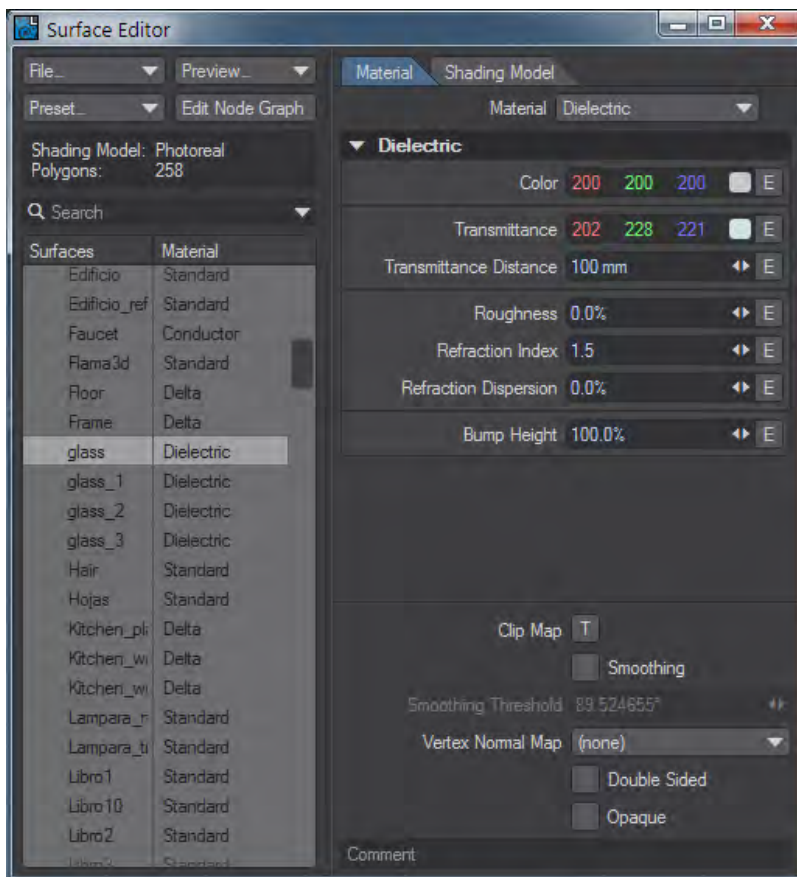 Surface Editor
File...
Preview...
Preset...
Edit Node Graph
Shading Model: Photoreal
Polygons: 258
Search
Surfaces Material
Edificio Standard
Edificio_ref Standard
Faucet Conductor
Flama3d Standard
Floor Delta
Frame Delta
glass Dielectric
glass_1 Dielectric
glass_2 Dielectric
glass_3 Dielectric
Hair Standard
Hojas Standard
Kitchen_pl Delta
Kitchen_w Delta
Kitchen_w Delta
Lampara_ Standard
Lampara_ti Standard
Libro1 Standard
Libro10 Standard
Libro2 Standard
Libro3 Standard
Material Shading Model
Material Dielectric
Dielectric
Color 200 200 200 E
Transmittance 202 228 221 E
Transmittance Distance 100 mm E
Roughness 0.0% E
Refraction Index 1.5 E
Refraction Dispersion 0.0% E
Bump Height 100.0% E
Clip Map T
Smoothing
Smoothing Threshold 89.524655°
Vertex Normal Map (none)
Double Sided
Opaque
Comment